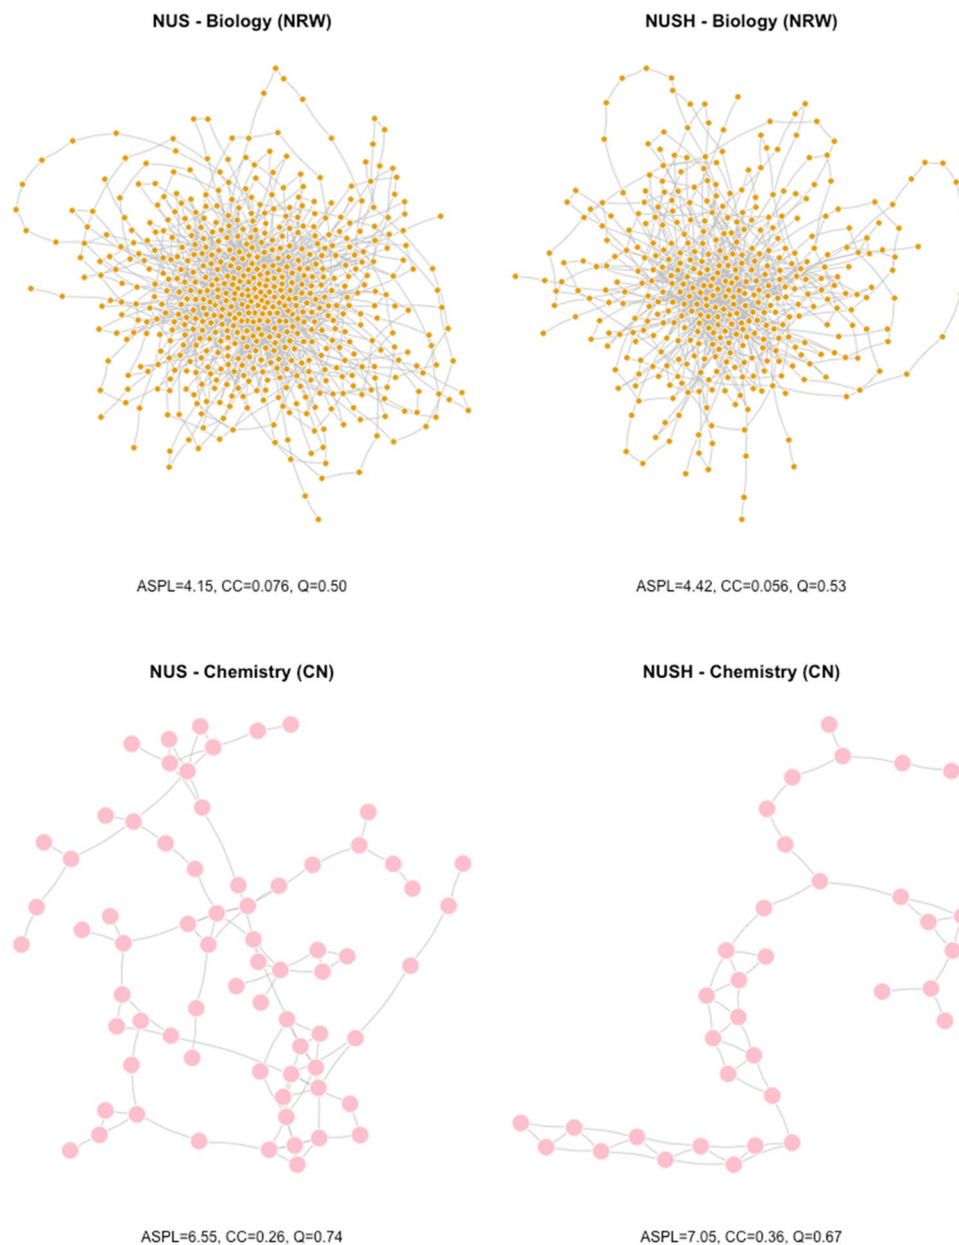 NUS - Biology (NRW)
NUSH - Biology (NRW)
ASPL=4.15, CC=0.076, Q=0.50
ASPL=4.42, CC=0.056, Q=0.53
NUS - Chemistry (CN)
NUSH - Chemistry (CN)
ASPL=6.55, CC=0.26, Q=0.74
ASPL=7.05, CC=0.36, Q=0.67